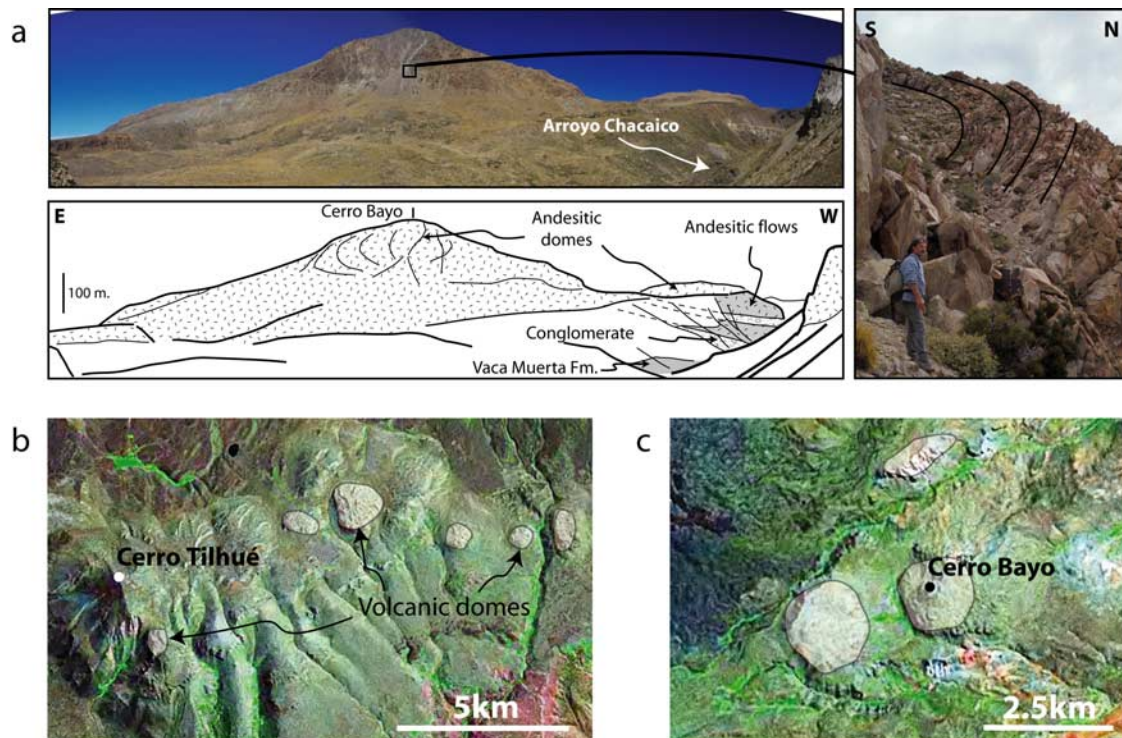 a
Arroyo Chacaico
S
N
E
Cerro Bayo
W
Andesitic
domes
Andesitic flows
100 m.
Conglomerate
Vaca Muerta Fm.
b
Cerro Tilhué
Volcanic domes
5km
c
Cerro Bayo
2.5km